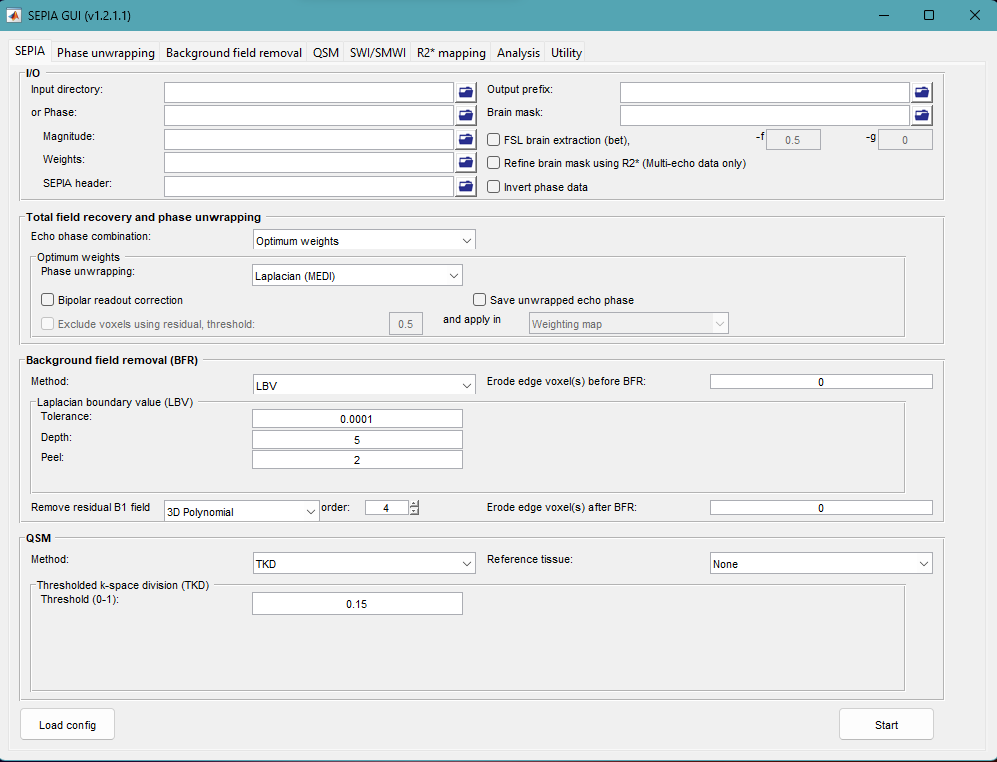 SEPIA GUI (v1.2.1.1)
SEPIA Phase unwrapping Background field removal QSM SWI/SMWI R2* mapping Analysis Utility
I/O
Input directory: Output prefix:
or Phase: Brain mask:
Magnitude: FSL brain extraction (bet), -f 0.5 -g 0
Weights: Refine brain mask using R2* (Multi-echo data only)
SEPIA header: Invert phase data
Total field recovery and phase unwrapping
Echo phase combination: Optimum weights
Optimum weights
Phase unwrapping: Laplacian (MEDI)
Bipolar readout correction Save unwrapped echo phase
Exclude voxels using residual, threshold: 0.5 and apply in Weighting map
Background field removal (BFR)
Method: LBV Erode edge voxel(s) before BFR: 0
Laplacian boundary value (LBV)
Tolerance: 0.0001
Depth: 5
Peel: 2
Remove residual B1 field 3D Polynomial order: 4 Erode edge voxel(s) after BFR: 0
QSM
Method: TKD Reference tissue: None
Thresholded k-space division (TKD)
Threshold (0-1): 0.15
Load config Start